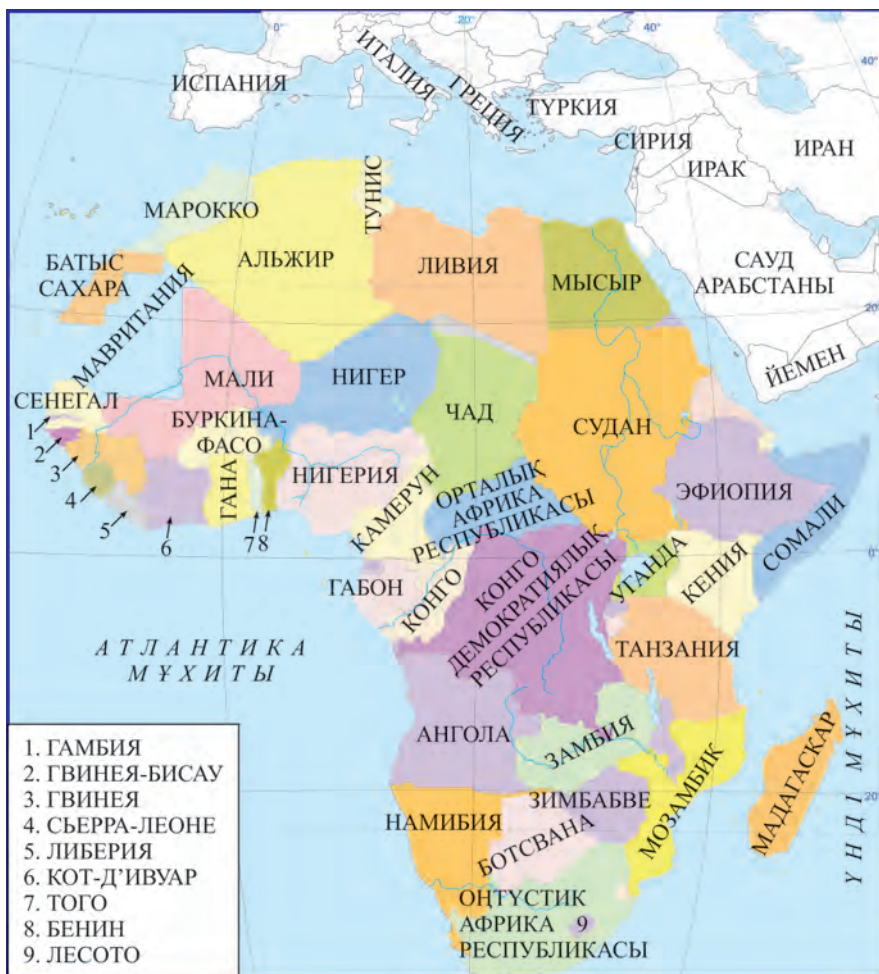 0°
20°
40°
40°
40°
ИСПАНИЯ
ИТАЛИЯ
ГРЕЦИЯ
ТҮРКИЯ
СИРИЯ
ИРАК
ИРАН
МАРОККО
ТУНИС
АЛЬЖИР
ЛИВИЯ
МЫСЫР
САУД
АРАБСТАНЫ
БАТЫС
САХАРА
20°
МАВРИТАНИЯ
МАЛИ
НИГЕР
ЧАД
СУДАН
ЙЕМЕН
СЕНЕГАЛ
БУРКИНА-
ФАСО
1
2
3
4
5
6
7
8
ГАНА
НИГЕРИЯ
КАМЕРУН
ОРТАЛЫҚ
АФРИКА
РЕСПУБЛИКАСЫ
ЭФИОПИЯ
СОМАЛИ
0°
ГАБОН
КОНГО
КОНГО
ДЕМОКРАТИЯЛЫҚ
РЕСПУБЛИКАСЫ
УГАНДА
КЕНИЯ
ТАНЗАНИЯ
АТЛАНТИКА
МҰХИТЫ
ҮНДІ МҰХИТЫ
АНГОЛА
ЗАМБИЯ
МОЗАМБИК
МАДАГАСКАР
20°
НАМИБИЯ
ЗИМБАБВЕ
БОТСВАНА
ОҢТҮСТІК
АФРИКА 9
РЕСПУБЛИКАСЫ
1. ГАМБИЯ
2. ГВИНЕЯ-БИСАУ
3. ГВИНЕЯ
4. СЬЕРРА-ЛЕОНЕ
5. ЛИБЕРИЯ
6. КОТ-Д’ИВУАР
7. ТОГО
8. БЕНИН
9. ЛЕСОТО